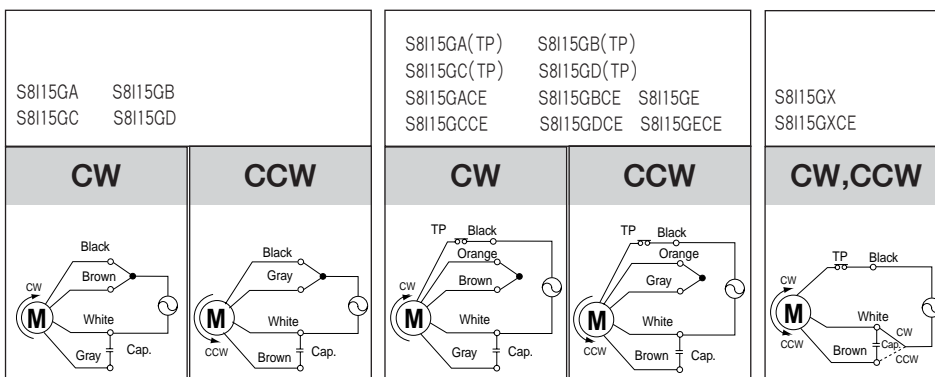 S8I15GA S8I15GB
S8I15GC S8I15GD
CW CCW
Black
Brown
CW
M
White
Gray Cap.
Black
Gray
M
White
CCW
Brown Cap.
S8I15GA(TP) S8I15GB(TP)
S8I15GC(TP) S8I15GD(TP)
S8I15GACE S8I15GBCE S8I15GE
S8I15GCCE S8I15GDCE S8I15GECE
CW CCW
TP Black
Orange
Brown
CW
M
White
Gray Cap.
TP Black
Orange
Gray
M
White
CCW
Brown Cap.
S8I15GX
S8I15GXCE
CW,CCW
TP Black
CW
M
White
CW
CCW
Brown Cap.
CCW